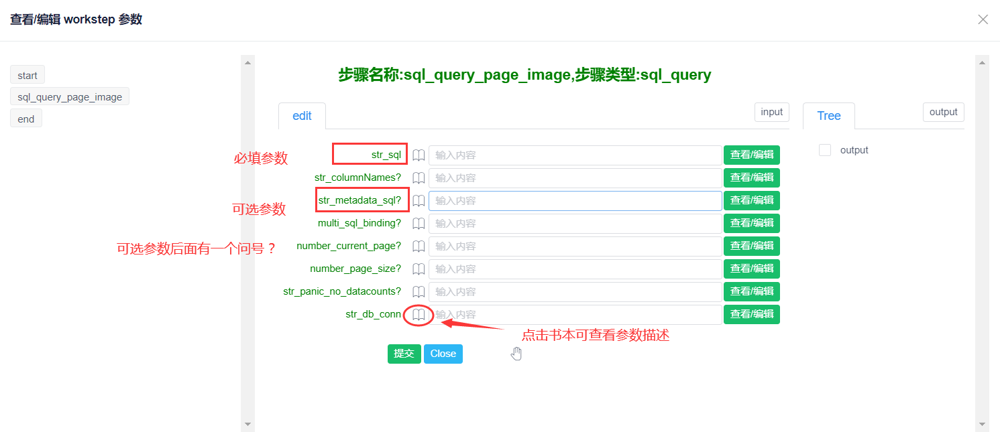 查看/编辑 workstep 参数
start
sql_query_page_image
end
步骤名称:sql_query_page_image,步骤类型:sql_query
edit
input
Tree
output
必填参数
str_sql
输入内容
查看/编辑
output
str_columnNames?
输入内容
查看/编辑
可选参数
str_metadata_sql?
输入内容
查看/编辑
multi_sql_binding?
输入内容
查看/编辑
可选参数后面有一个问号？
number_current_page?
输入内容
查看/编辑
number_page_size?
输入内容
查看/编辑
str_panic_no_datacounts?
输入内容
查看/编辑
str_db_conn
输入内容
查看/编辑
点击书本可查看参数描述
提交
Close